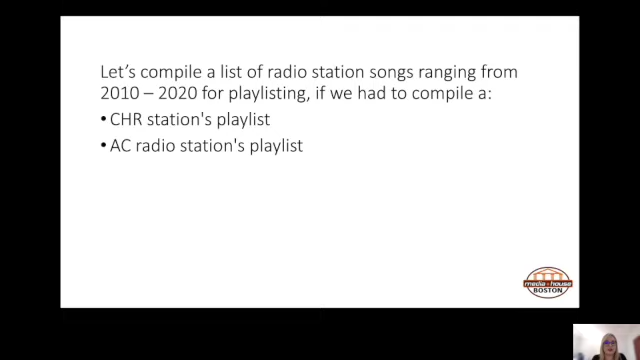 Let's compile a list of radio station songs ranging from
2010 – 2020 for playlisting, if we had to compile a:
• CHR station's playlist
• AC radio station's playlist
media house
BOSTON